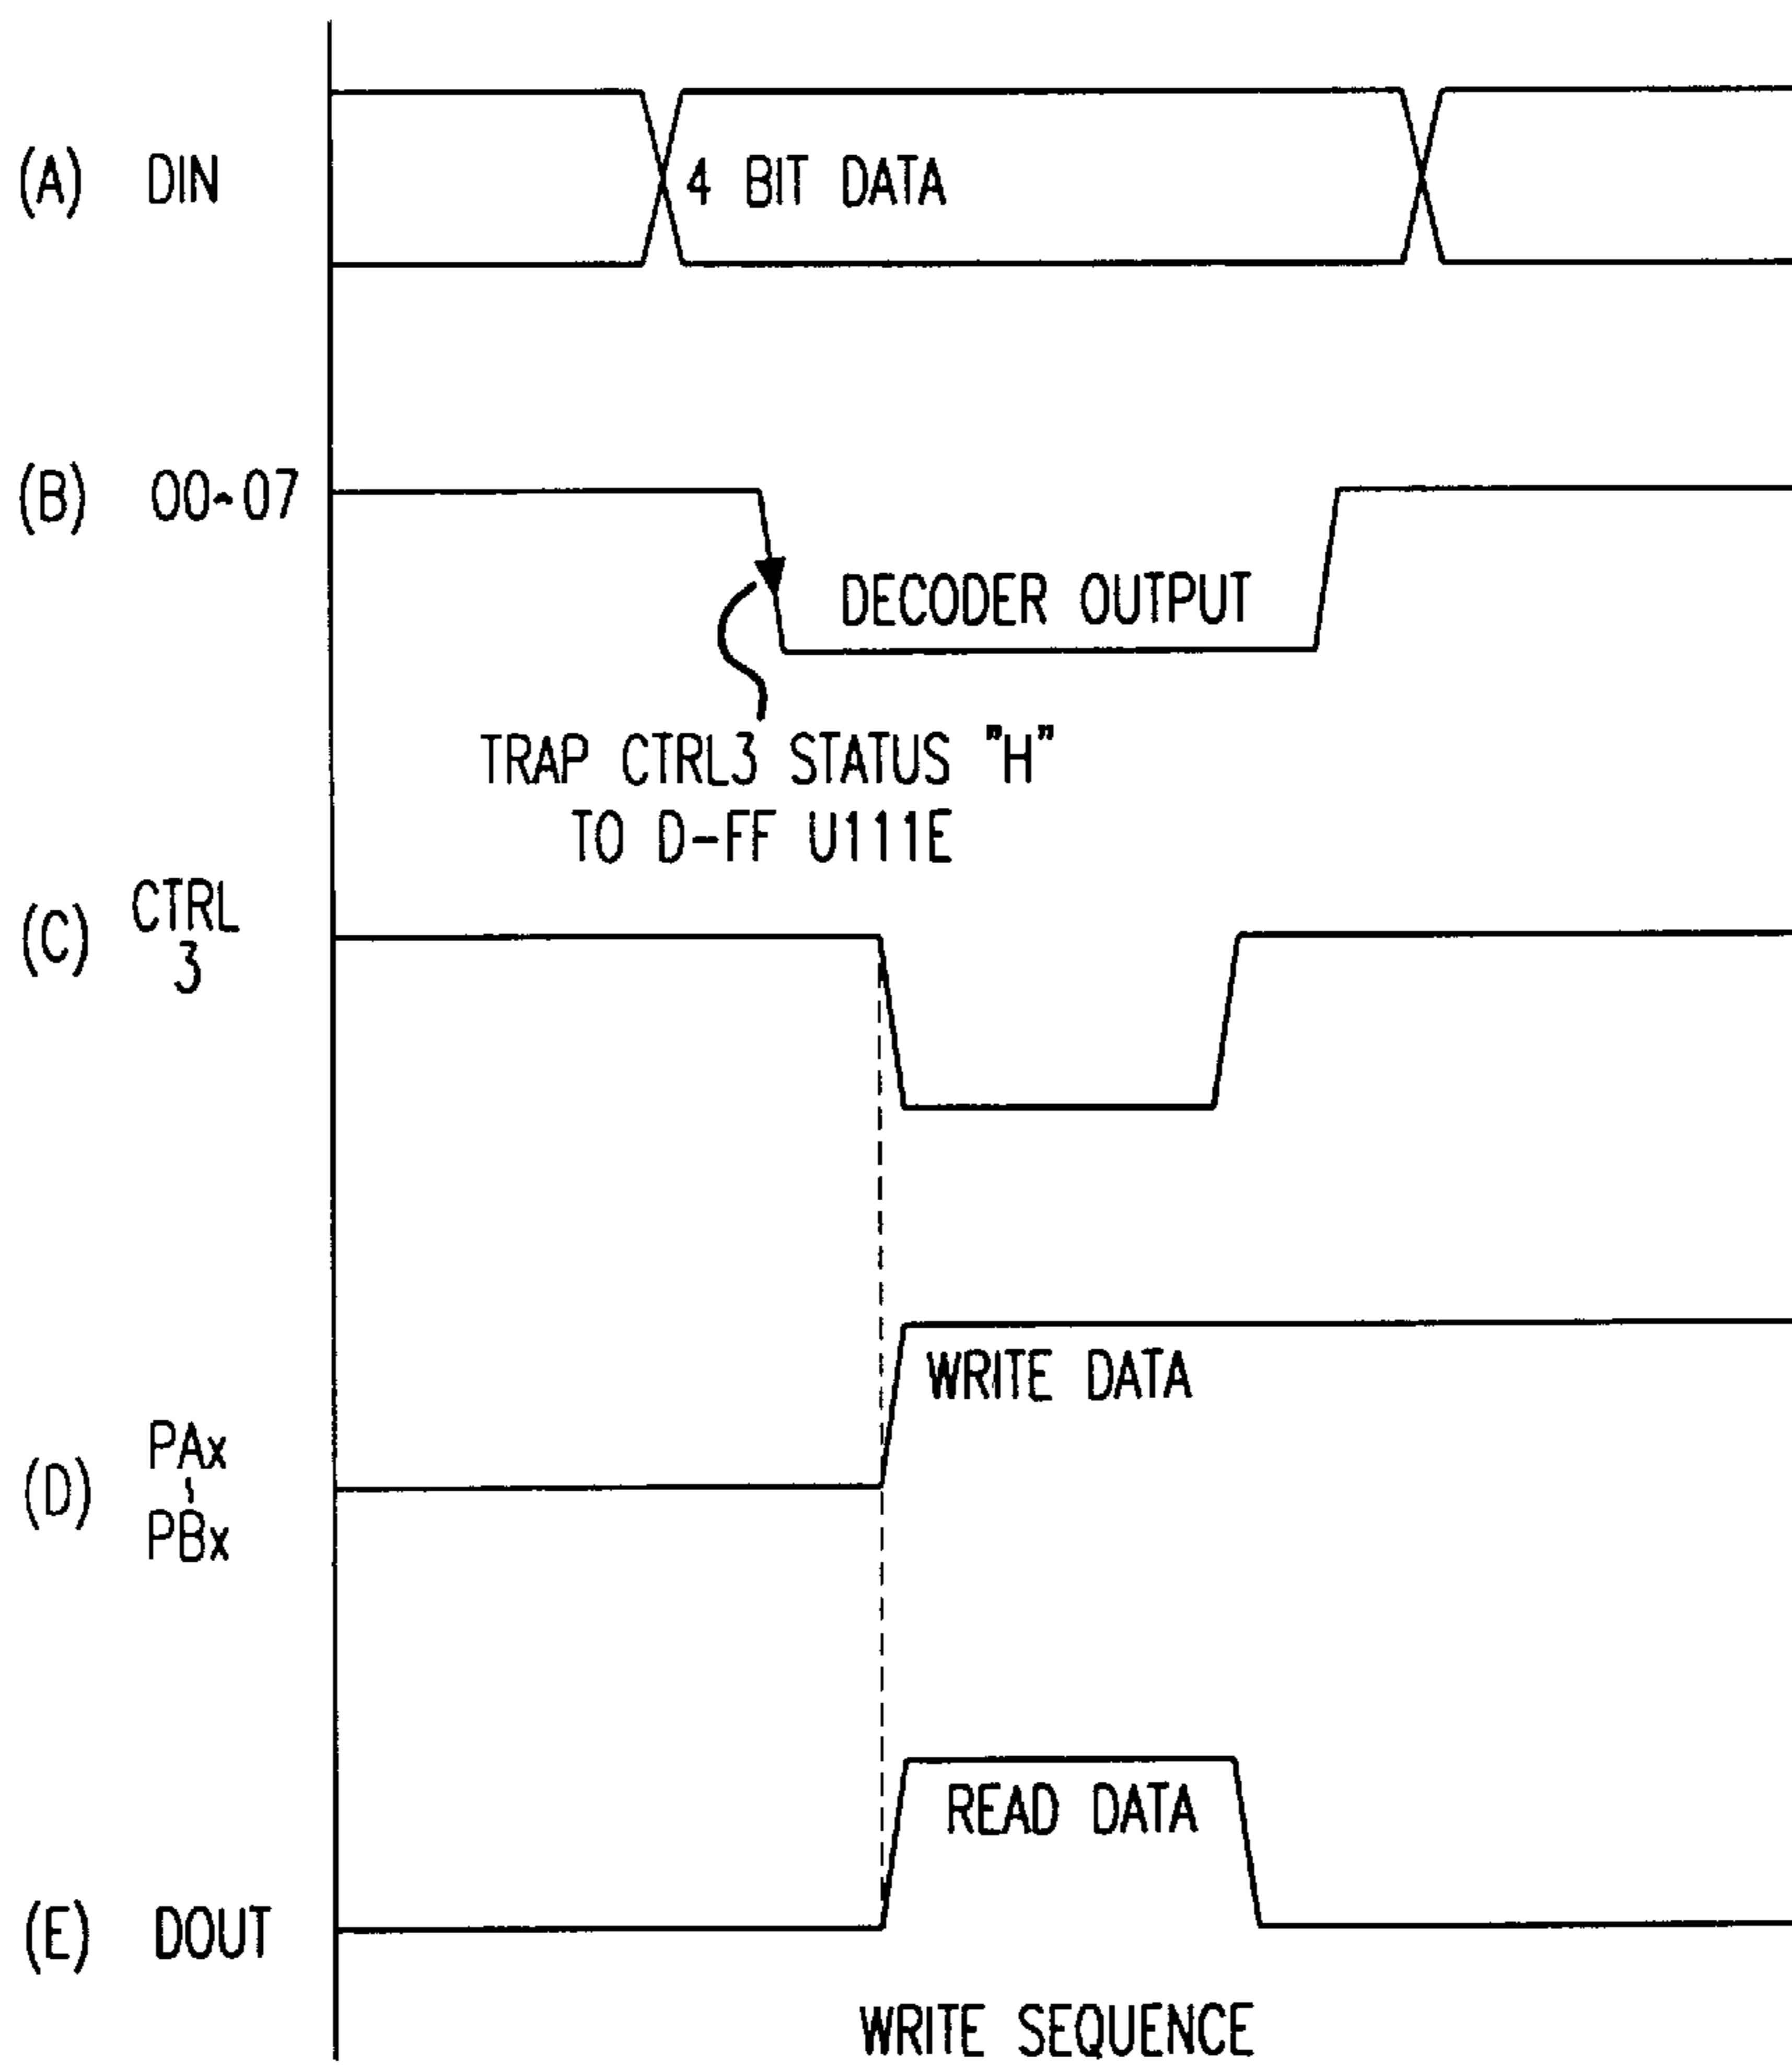 (A) DIN 4 BIT DATA
(B) 00~07
DECODER OUTPUT
TRAP CTRL3 STATUS "H"
TO D-FF U111E
(C) CTRL
3
WRITE DATA
(D) PAx
~
PBx
READ DATA
(E) DOUT
WRITE SEQUENCE